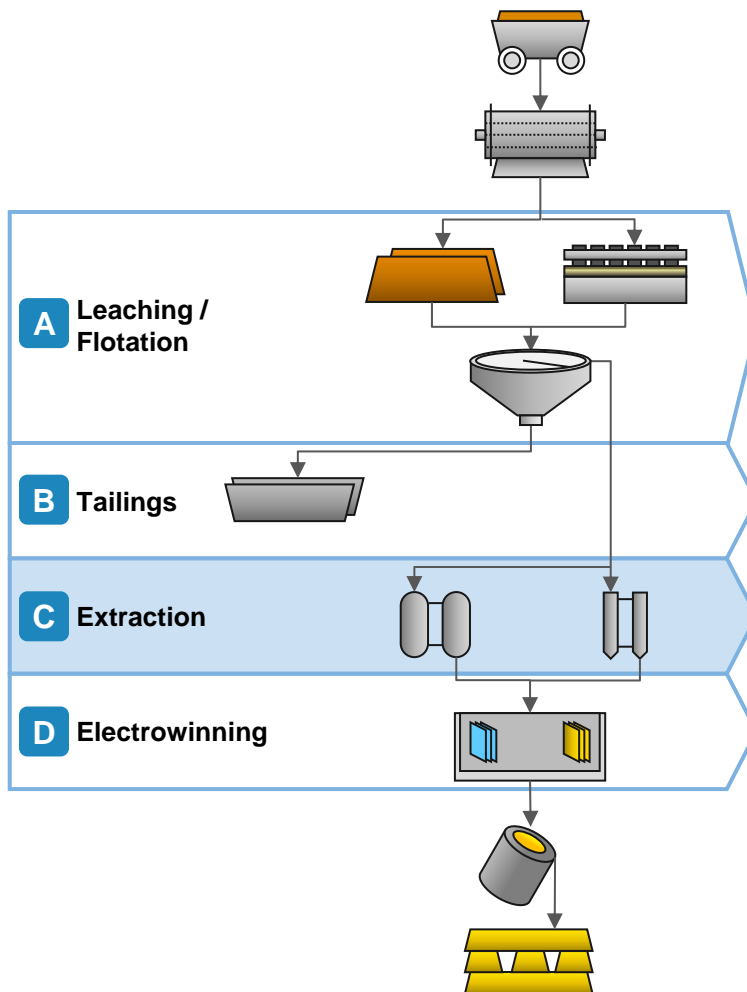 A
Leaching /
Flotation
B
Tailings
C
Extraction
D
Electrowinning